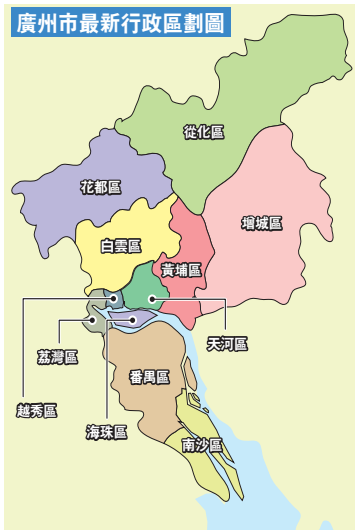 廣州市最新行政區劃圖
從化區
花都區
增城區
白雲區
黃埔區
天河區
荔灣區
番禺區
越秀區
海珠區
南沙區